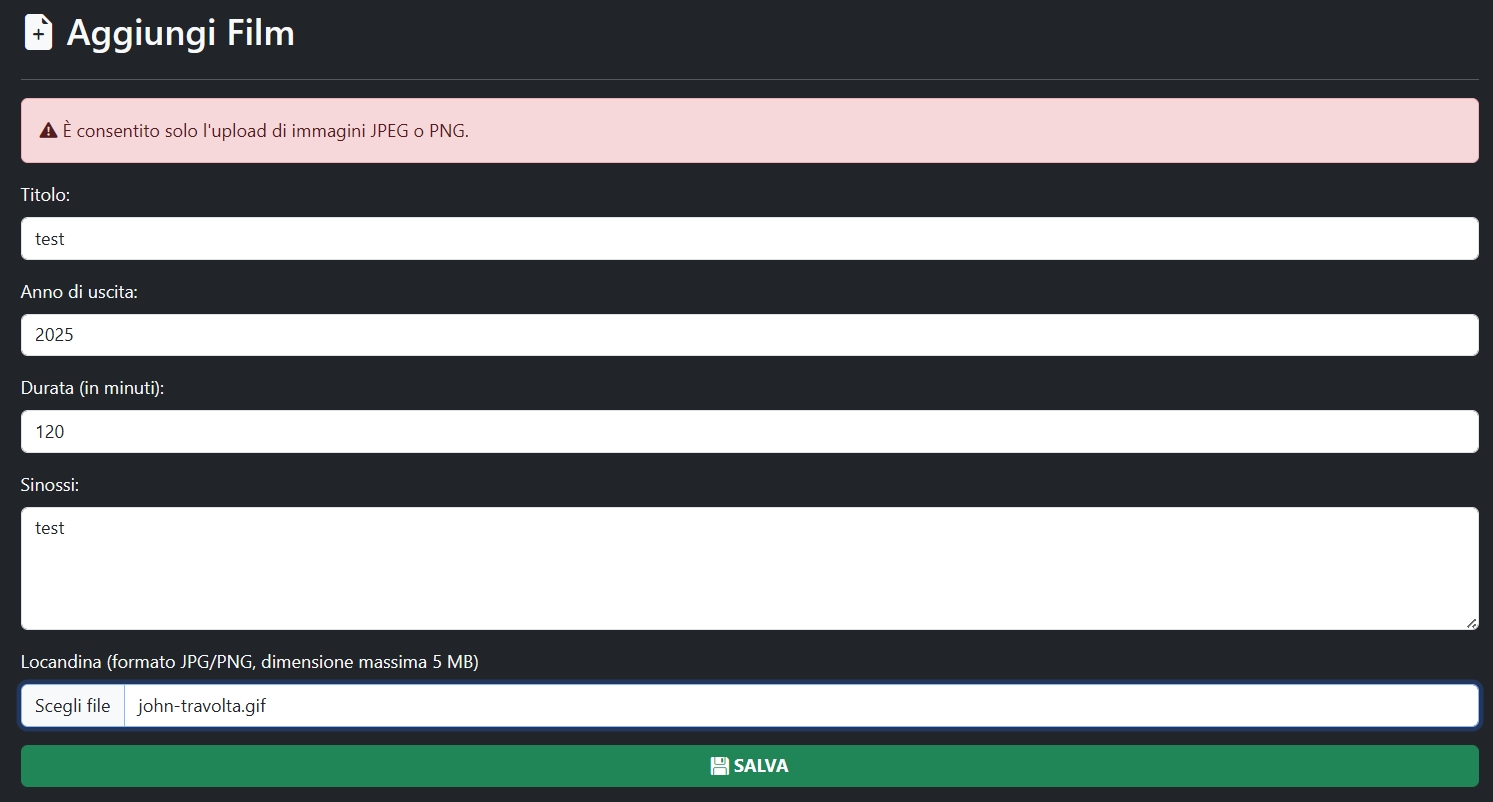 Aggiungi Film
È consentito solo l'upload di immagini JPEG o PNG.
Titolo:
test
Anno di uscita:
2025
Durata (in minuti):
120
Sinossi:
test
Locandina (formato JPG/PNG, dimensione massima 5 MB)
Scegli file john-travolta.gif
SALVA